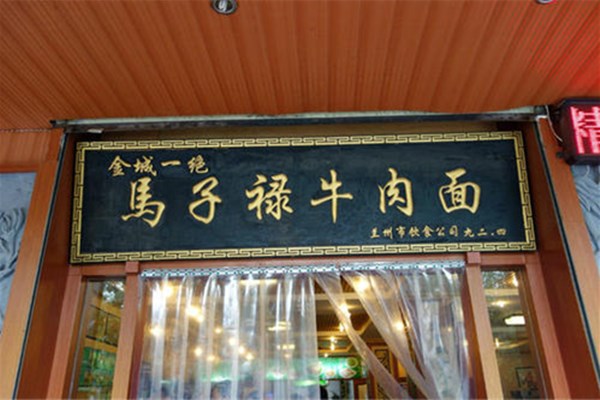 金城一绝
馬子禄牛肉面
兰州市饮食公司九二.四